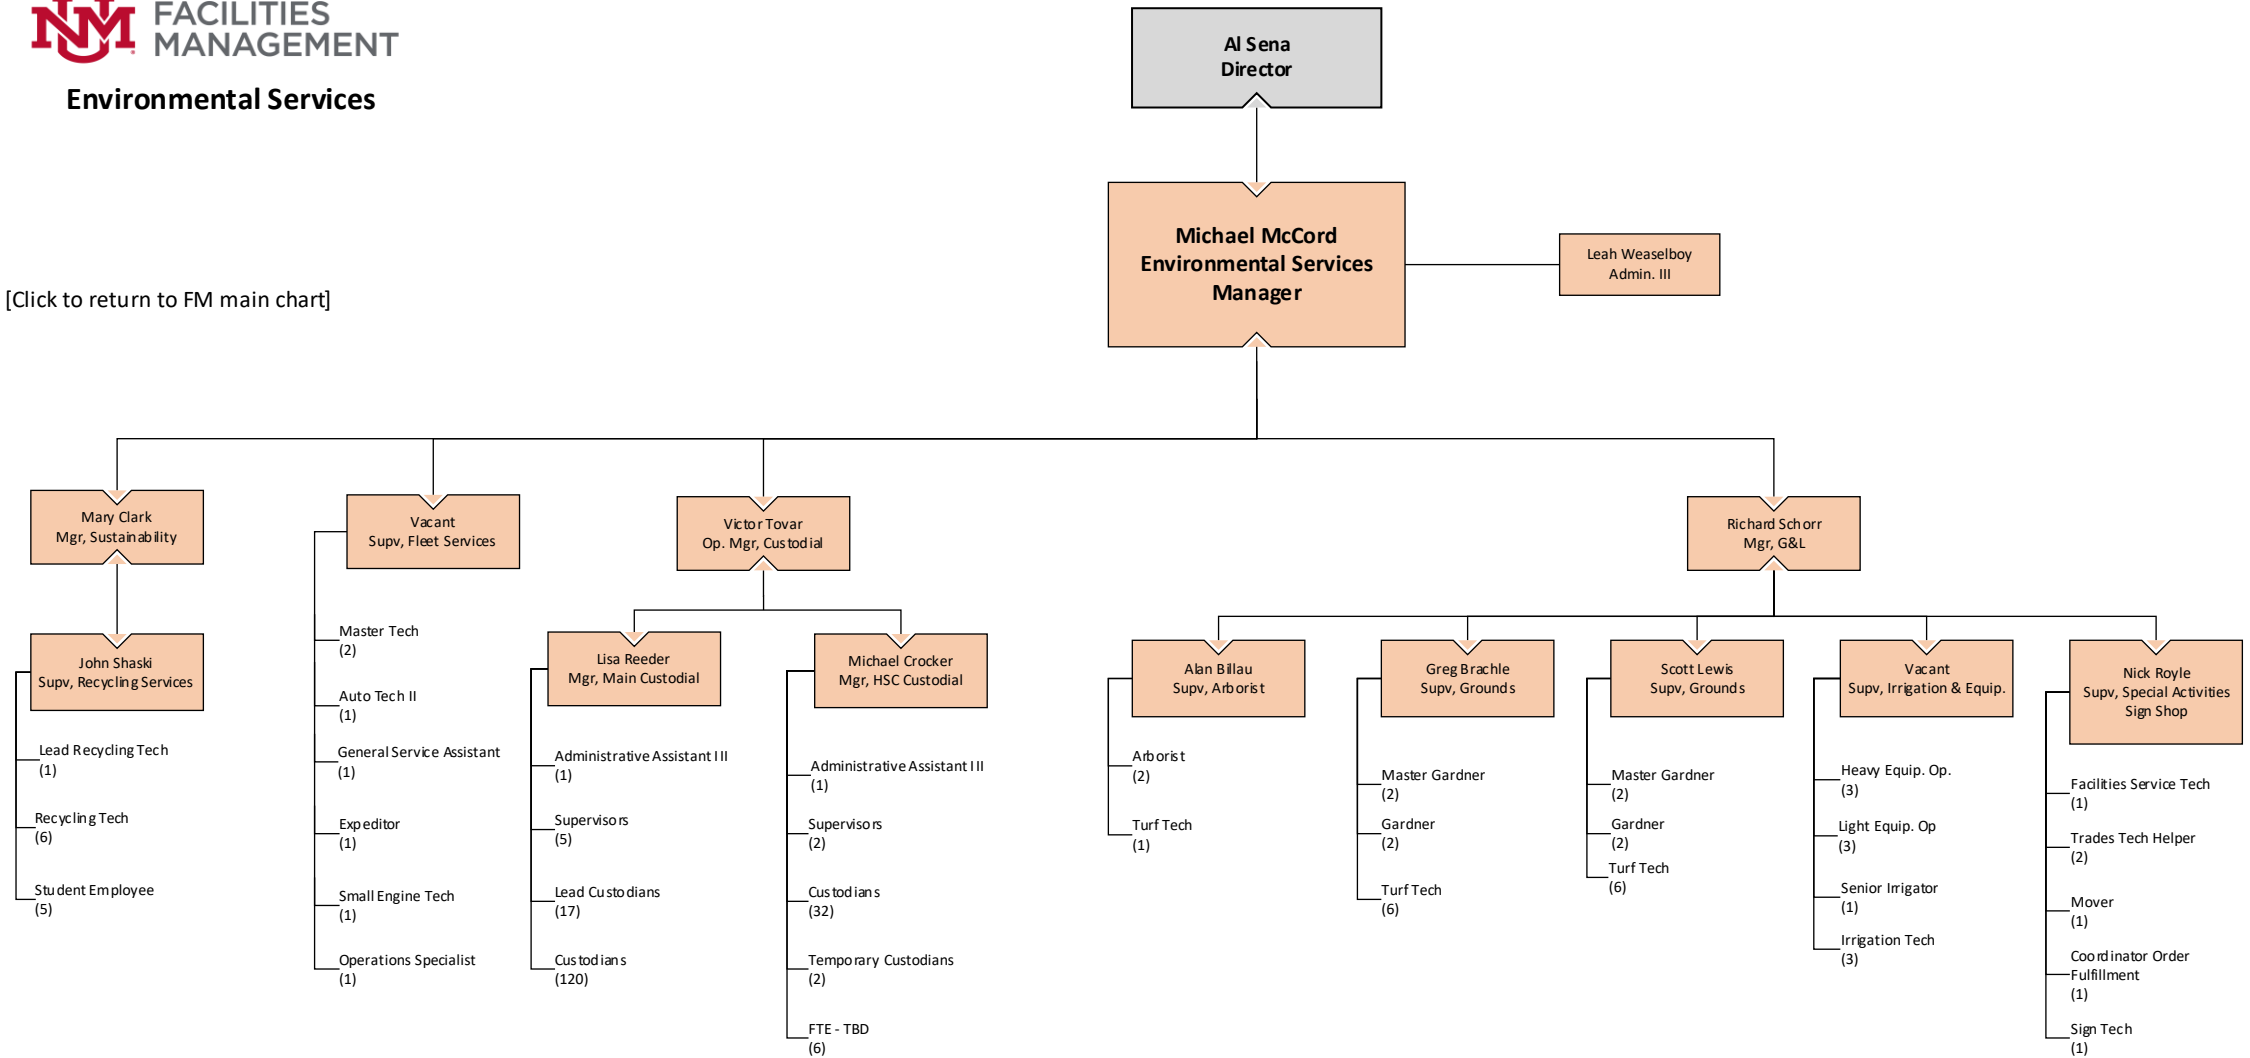 FACILITIES
MANAGEMENT
Environmental Services
Al Sena
Director
Michael McCord
Environmental Services
Manager
Leah Weaselboy
Admin. III
[Click to return to FM main chart]
Mary Clark
Mgr, Sustainability
Vacant
Supv, Fleet Services
Victor Tovar
Op. Mgr, Custodial
Richard Schorr
Mgr, G&L
John Shaski
Supv, Recycling Services
Lead Recycling Tech
(1)
Recycling Tech
(6)
Student Employee
(5)
Master Tech
(2)
Auto Tech II
(1)
General Service Assistant
(1)
Expeditor
(1)
Small Engine Tech
(1)
Operations Specialist
(1)
Lisa Reeder
Mgr, Main Custodial
Administrative Assistant III
(1)
Supervisors
(5)
Lead Custodians
(17)
Custodians
(120)
Michael Crocker
Mgr, HSC Custodial
Administrative Assistant III
(1)
Supervisors
(2)
Custodians
(32)
Temporary Custodians
(2)
FTE - TBD
(6)
Alan Billau
Supv, Arborist
Arborist
(2)
Turf Tech
(1)
Greg Brachle
Supv, Grounds
Master Gardner
(2)
Gardner
(2)
Turf Tech
(6)
Scott Lewis
Supv, Grounds
Master Gardner
(2)
Gardner
(2)
Turf Tech
(6)
Vacant
Supv, Irrigation & Equip.
Heavy Equip. Op.
(3)
Light Equip. Op
(3)
Senior Irrigator
(1)
Irrigation Tech
(3)
Nick Royle
Supv, Special Activities
Sign Shop
Facilities Service Tech
(1)
Trades Tech Helper
(2)
Mover
(1)
Coordinator Order
Fulfillment
(1)
Sign Tech
(1)